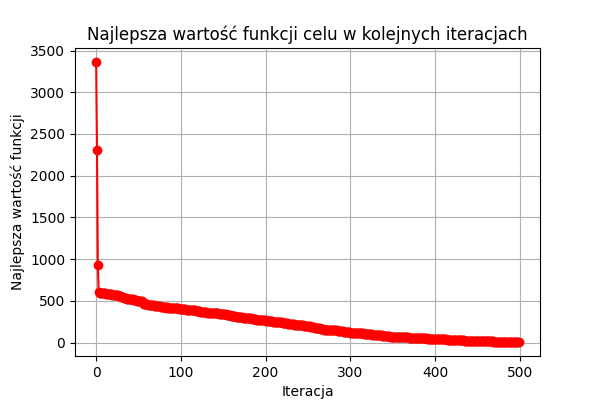 Najlepsza wartość funkcji celu w kolejnych iteracjach
3500
3000
2500
2000
1500
1000
500
0
Najlepsza wartość funkcji
0 100 200 300 400 500
Iteracja